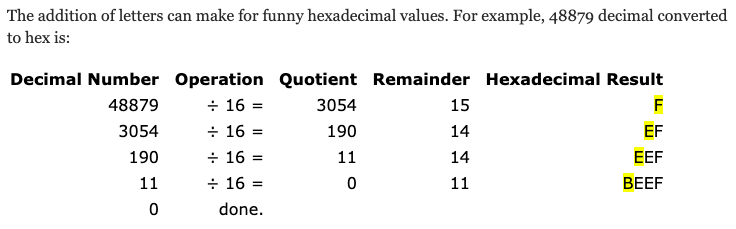 The addition of letters can make for funny hexadecimal values. For example, 48879 decimal converted
to hex is:
Decimal Number Operation Quotient Remainder Hexadecimal Result
48879 ÷ 16 = 3054 15 F
3054 ÷ 16 = 190 14 EF
190 ÷ 16 = 11 14 EEF
11 ÷ 16 = 0 11 BEEF
0 done.